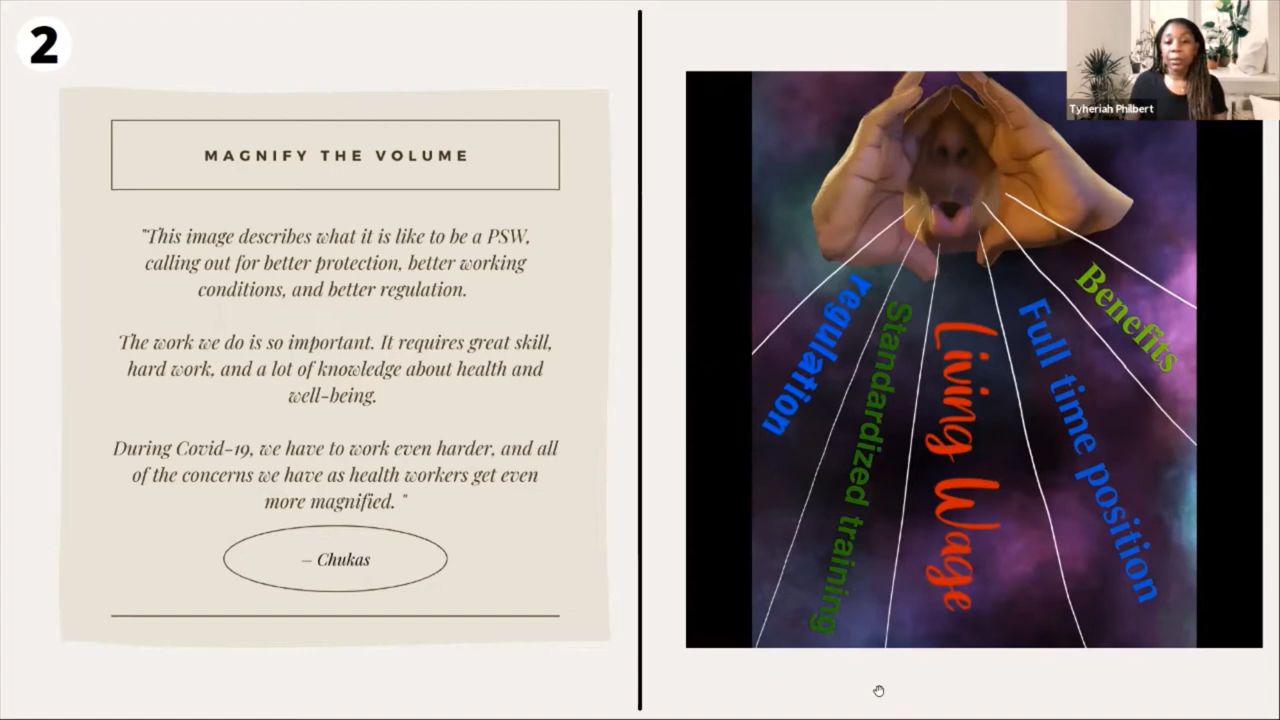 2
MAGNIFY THE VOLUME
"This image describes what it is like to be a PSW,
calling out for better protection, better working
conditions, and better regulation.
The work we do is so important. It requires great skill,
hard work, and a lot of knowledge about health and
well-being.
During Covid-19, we have to work even harder, and all
of the concerns we have as health workers get even
more magnified. "
– Chukas
Tyheriah Philbert
regulation
Standardized training
Living Wage
Full time position
Benefits